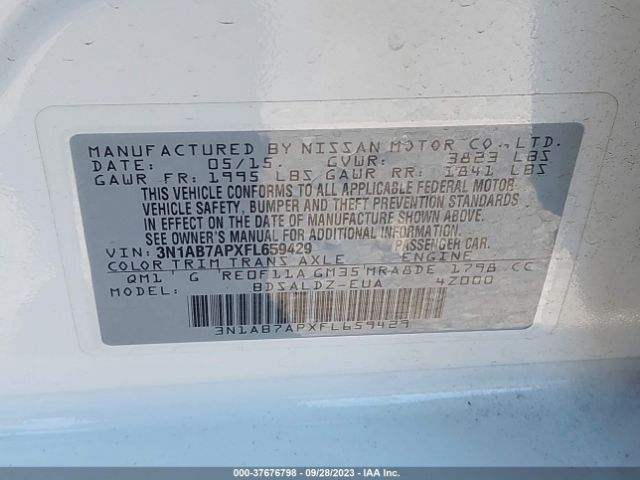 MANUFACTURED BY NISSAN MOTOR CO., LTD.
DATE: 05/15. GVWR: 3823 LBS
GAWR FR: 1995 LBS/GAWR RR: 1841 LBS
THIS VEHICLE CONFORMS TO ALL APPLICABLE FEDERAL MOTOR
VEHICLE SAFETY, BUMPER AND THEFT PREVENTION STANDARDS
IN EFFECT ON THE DATE OF MANUFACTURE SHOWN ABOVE.
SEE OWNER'S MANUAL FOR ADDITIONAL INFORMATION
VIN: 3N1AB7APXFL659429 PASSENGER CAR.
COLOR TRIM TRANS AXLE ENGINE
QM1 G RE0F11A GM35 MRA8DE 1798 CC
MODEL: BDSALDZ-EUA 4Z000
3N1AB7APXFL659429
000-37676798 - 09/28/2023 - IAA Inc.